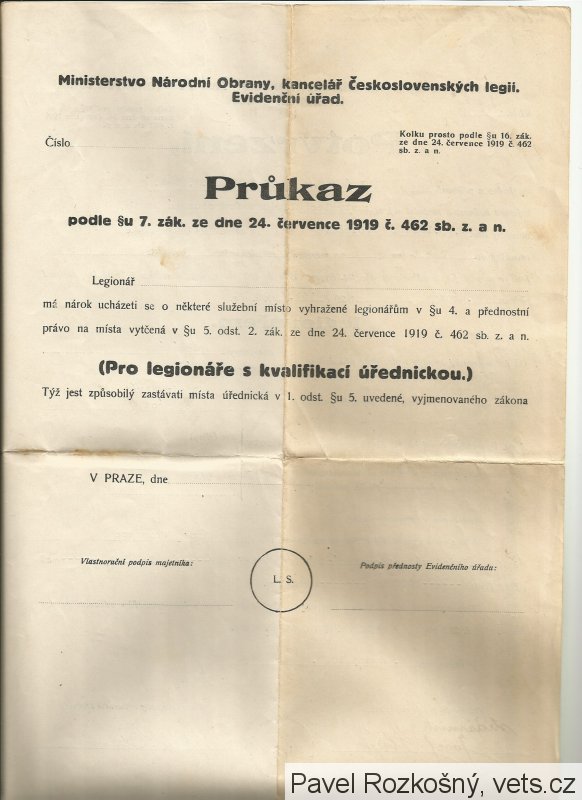 Ministerstvo Národní Obrany, kancelář Československých legií.
Evidenční úřad.
Číslo
Kolku prosto podle §u 16. zák.
ze dne 24. července 1919 č. 462
sb. z. a n.
Průkaz
podle §u 7. zák. ze dne 24. července 1919 č. 462 sb. z. a n.
Legionář
má nárok ucházeti se o některé služební místo vyhražené legionářům v §u 4. a přednostní
právo na místa vytčená v §u 5. odst. 2. zák. ze dne 24. července 1919 č. 462 sb. z. a n.
(Pro legionáře s kvalifikací úřednickou.)
Týž jest způsobilý zastávati místa úřednická v 1. odst. §u 5. uvedené, vyjmenovaného zákona
V PRAZE, dne
Vlastnoruční podpis majetníka:
L. S.
Podpis přednosty Evidenčního úřadu:
Pavel Rozkošný, vets.cz